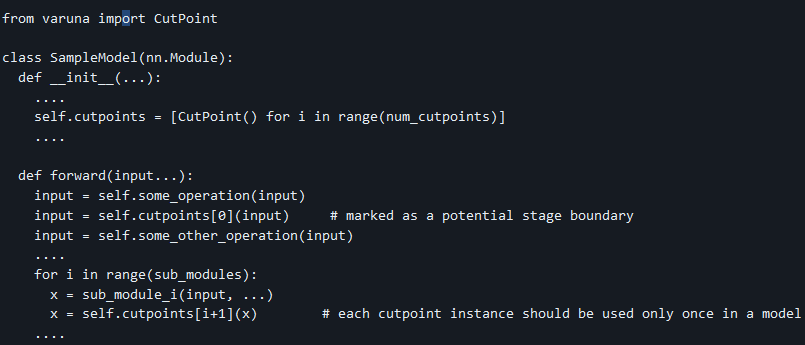 from varuna import CutPoint
class SampleModel(nn.Module):
def __init__(...):
....
self.cutpoints = [CutPoint() for i in range(num_cutpoints)]
....
def forward(input...):
input = self.some_operation(input)
input = self.cutpoints[0](input)     # marked as a potential stage boundary
input = self.some_other_operation(input)
....
for i in range(sub_modules):
x = sub_module_i(input, ...)
x = self.cutpoints[i+1](x)        # each cutpoint instance should be used only once in a model
....